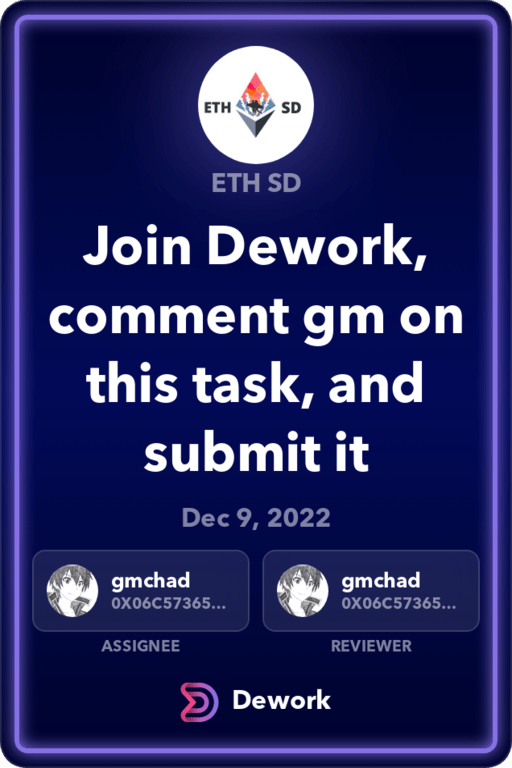 ETH SD
ETH SD
Join Dework,
comment gm on
this task, and
submit it
Dec 9, 2022
gmchad
0X06C57365...
ASSIGNEE
gmchad
0X06C57365...
REVIEWER
Dework